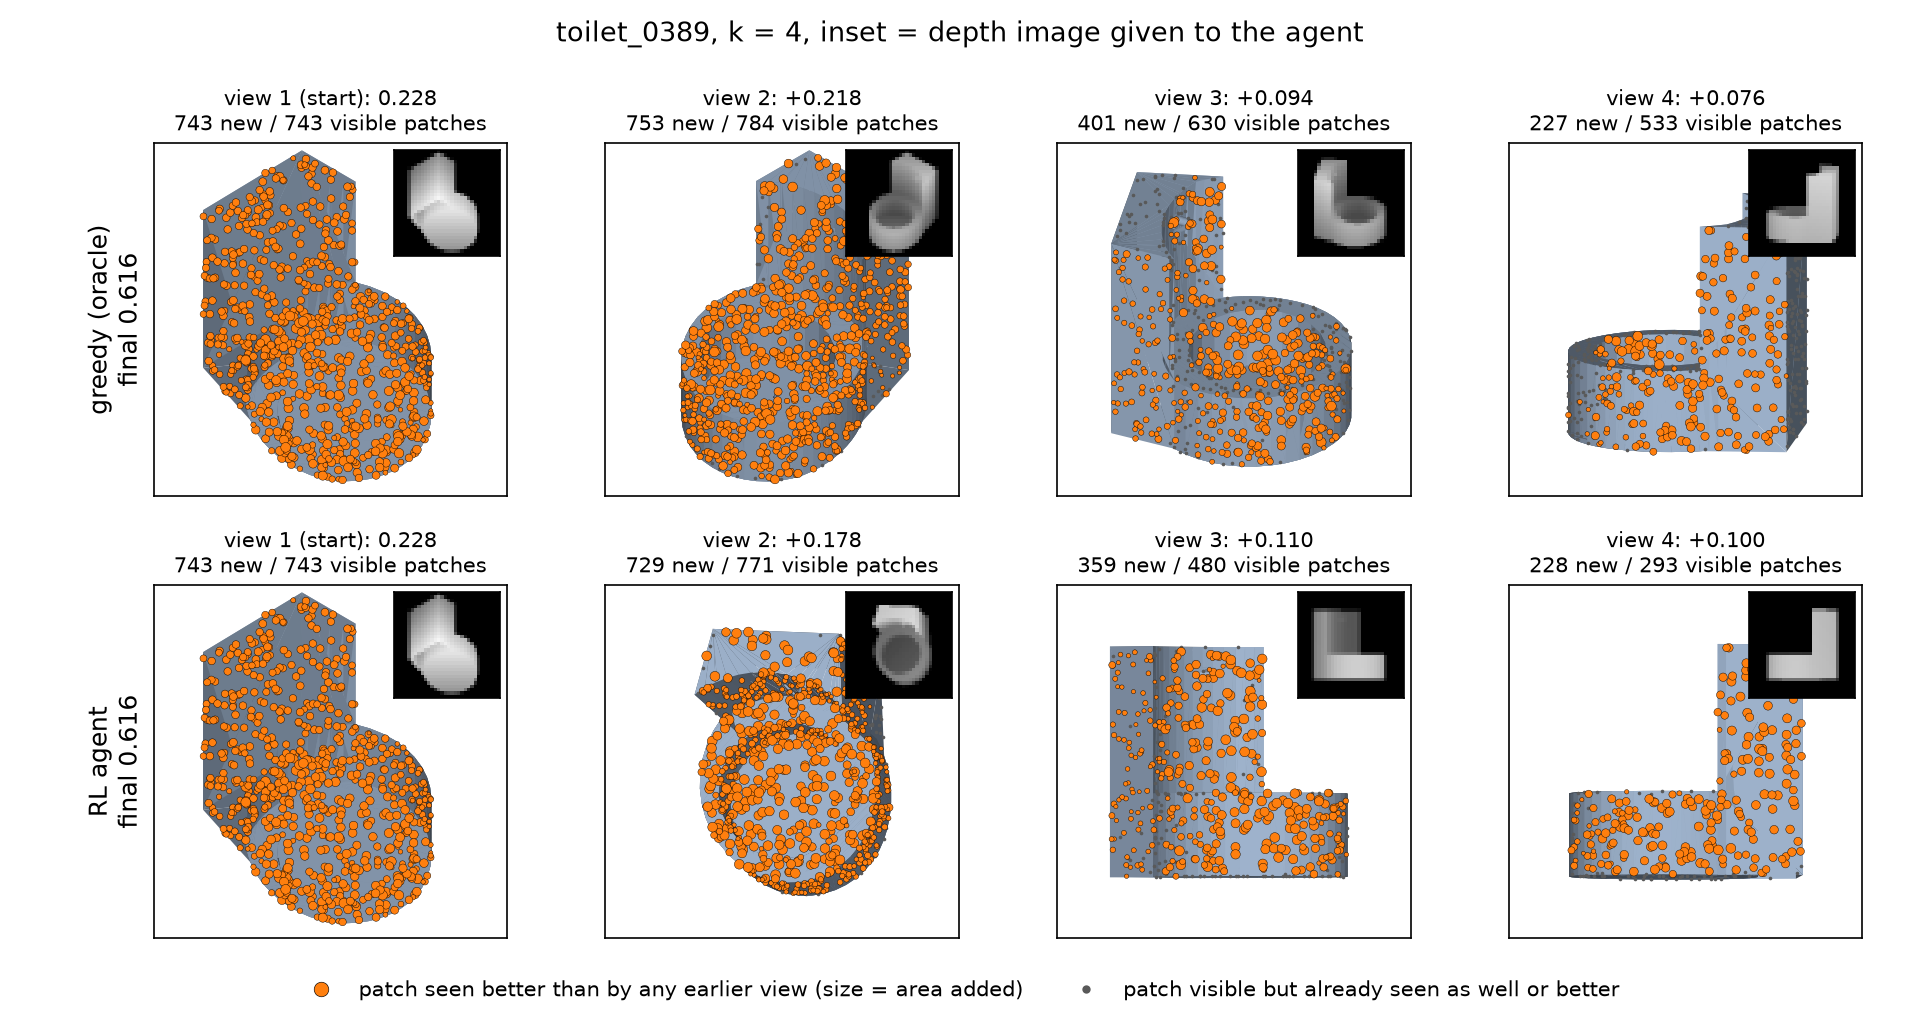 toilet_0389, k = 4, inset = depth image given to the agent
greedy (oracle)
final 0.616
view 1 (start): 0.228
743 new / 743 visible patches
view 2: +0.218
753 new / 784 visible patches
view 3: +0.094
401 new / 630 visible patches
view 4: +0.076
227 new / 533 visible patches
RL agent
final 0.616
view 1 (start): 0.228
743 new / 743 visible patches
view 2: +0.178
729 new / 771 visible patches
view 3: +0.110
359 new / 480 visible patches
view 4: +0.100
228 new / 293 visible patches
patch seen better than by any earlier view (size = area added)
patch visible but already seen as well or better